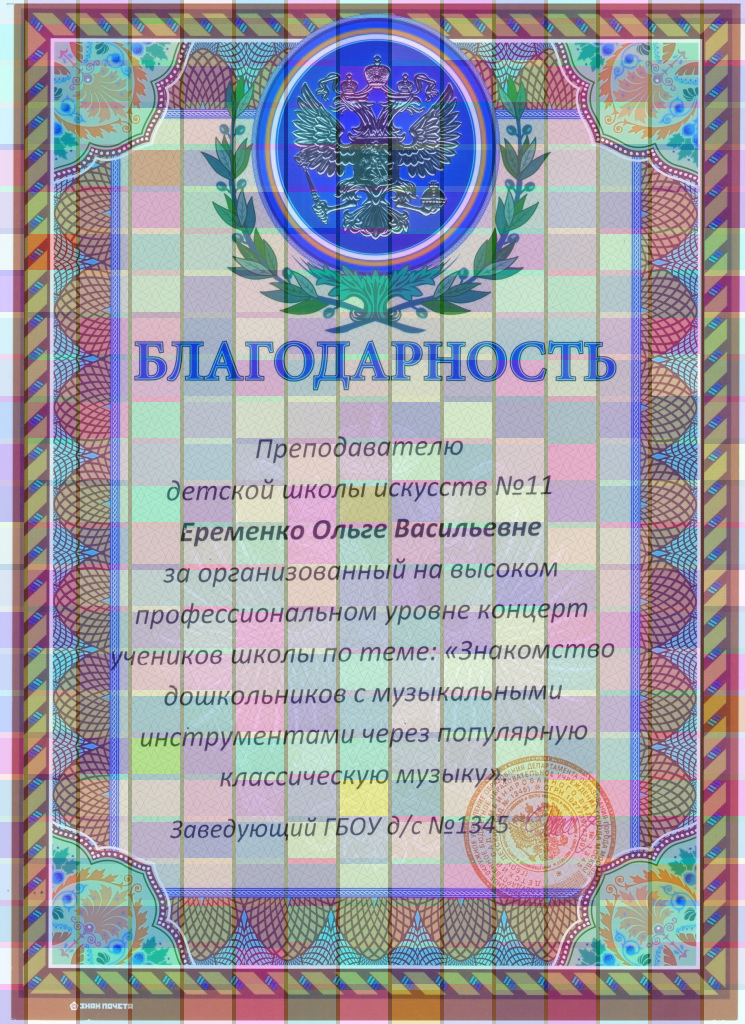 БЛАГОДАРНОСТЬ
Преподавателю
детской школы искусств №11
Еременко Ольге Васильевне
за организованный на высоком
профессиональном уровне концерт
учеников школы по теме: «Знакомство
дошкольников с музыкальными
инструментами через популярную
классическую музыку».
Заведующий ГБОУ д/с №1345
ЗНАК ПОЧЕТА